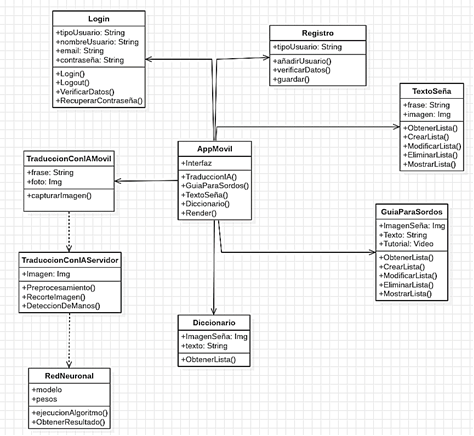 Login
+tipoUsuario: String
+nombreUsuario: String
+email: String
+contraseña: String
+Login()
+Logout()
+VerificarDatos()
+RecuperarContraseña()
Registro
+tipoUsuario: String
+añadirUsuario()
+verificarDatos()
+guardar()
TextoSeña
+frase: String
+imagen: Img
+ObtenerLista()
+CrearLista()
+ModificarLista()
+EliminarLista()
+MostrarLista()
AppMovil
+Interfaz
+TraduccionIA()
+GuiaParaSordos()
+TextoSeña()
+Diccionario()
+Render()
TraduccionConIAMovil
+frase: String
+foto: Img
+capturarImagen()
GuiaParaSordos
+ImagenSeña: Img
+Texto: String
+Tutorial: Video
+ObtenerLista()
+CrearLista()
+ModificarLista()
+EliminarLista()
+MostrarLista()
TraduccionConIAServidor
+Imagen: Img
+Preprocesamiento()
+RecorteImagen()
+DeteccionDeManos()
Diccionario
+ImagenSeña: Img
+texto: String
+ObtenerLista()
RedNeuronal
+modelo
+pesos
+ejecucionAlgoritmo()
+ObtenerResultado()